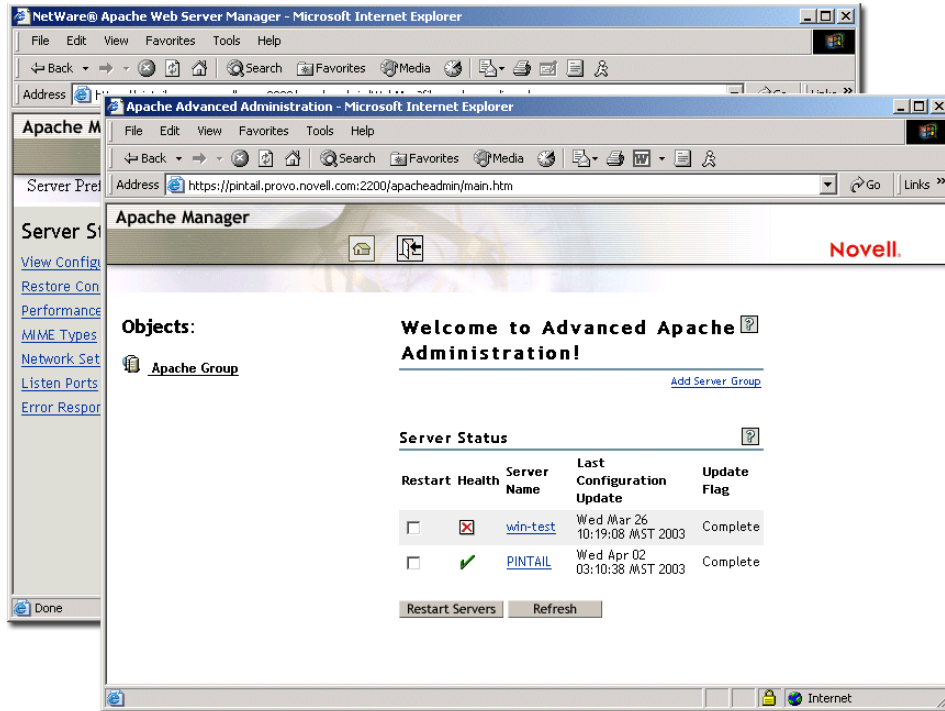 NetWare® Apache Web Server Manager - Microsoft Internet Explorer
File Edit View Favorites Tools Help
Back Search Favorites Media
Address
Apache M
Server Pref
Server St
View Configu
Restore Con
Performance
MIME Types
Network Set
Listen Ports
Error Respor
Done
Apache Advanced Administration - Microsoft Internet Explorer
File Edit View Favorites Tools Help
Back Search Favorites Media
Address https://pintail.provo.novell.com:2200/apacheadmin/main.htm Go Links »
Apache Manager
Novell.
Objects:
Apache Group
Welcome to Advanced Apache ?
Administration!
Add Server Group
Server Status ?
Restart Health Server Name Last Configuration Update Update Flag
win-test Wed Mar 26 10:19:08 MST 2003 Complete
PINTAIL Wed Apr 02 03:10:38 MST 2003 Complete
Restart Servers Refresh
Internet